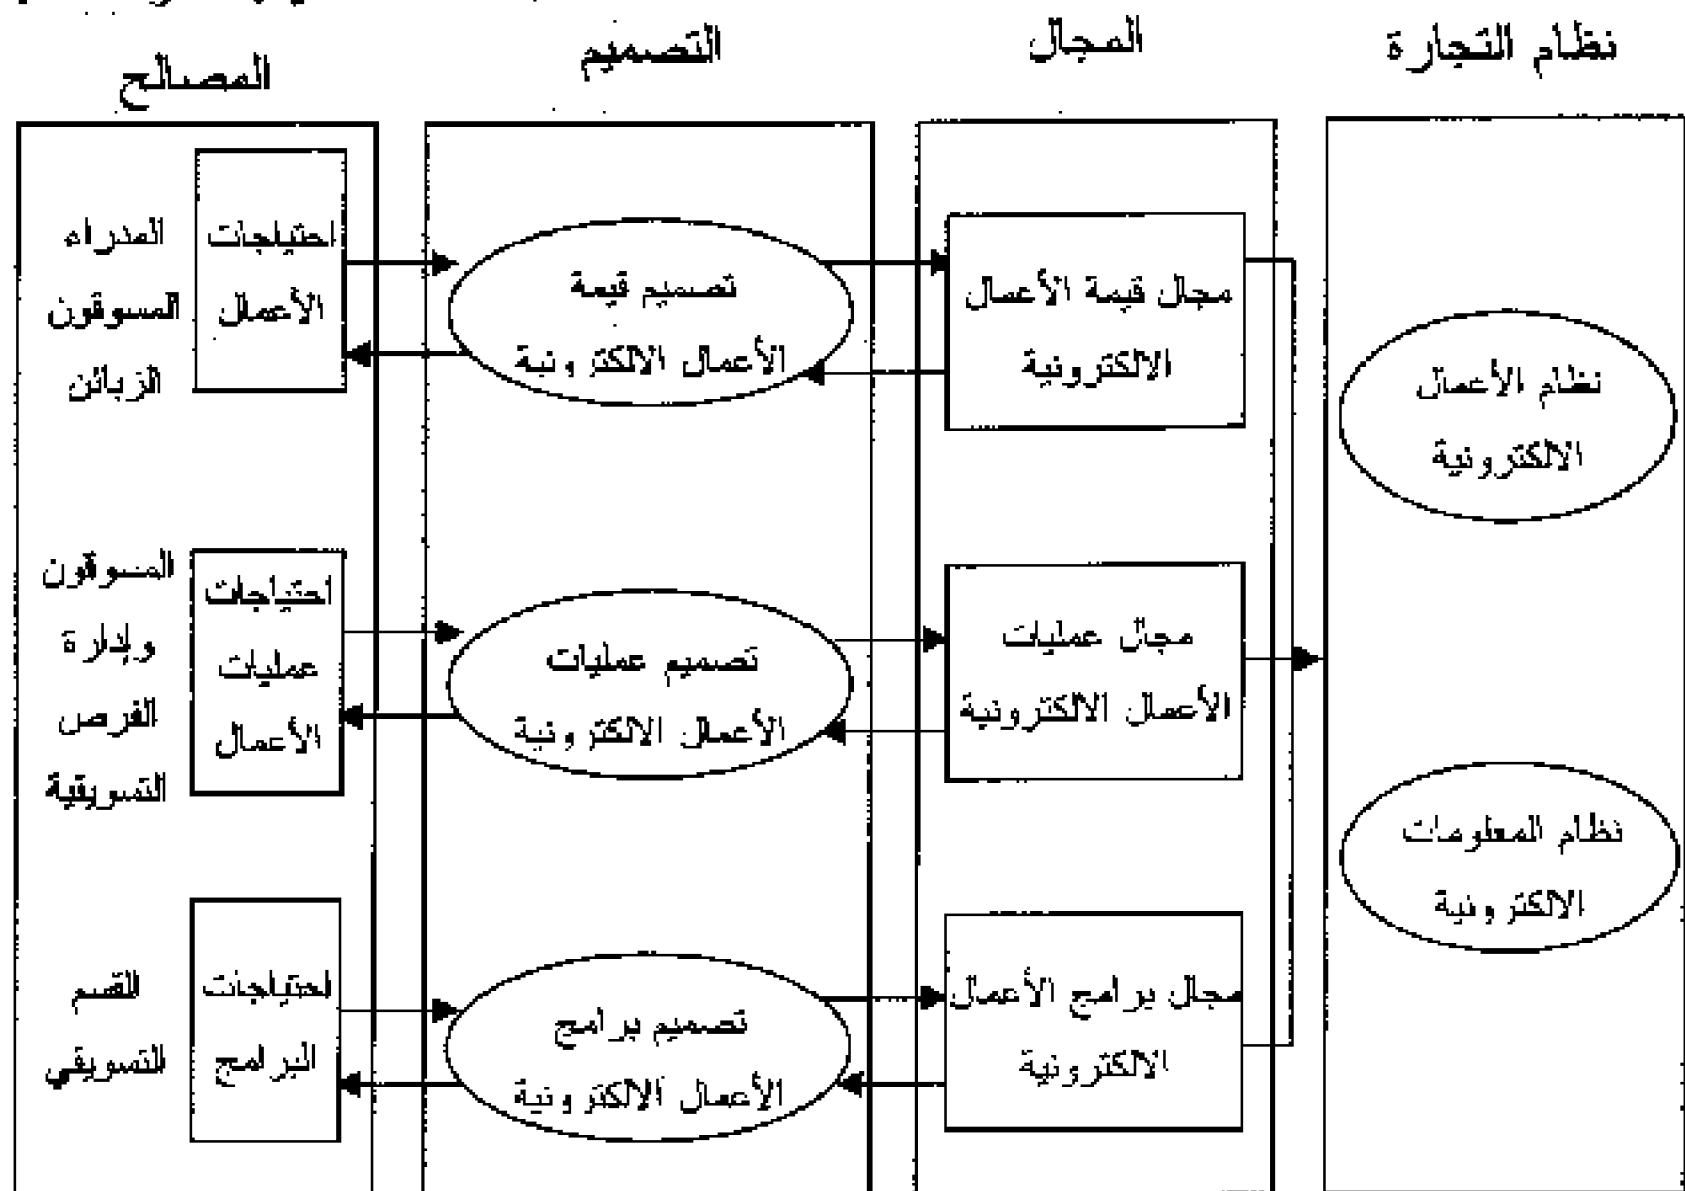 نظام التجارة
المجال
التصميم
المصالح
المدراء
المسوقون
الزبائن
احتياجات
الأعمال
تصميم قيمة
الأعمال الالكترونية
مجال قيمة الأعمال
الالكترونية
نظام الأعمال
الالكترونية
المسوقون
وإدارة
الفرص
التسويقية
احتياجات
عمليات
الأعمال
تصميم عمليات
الأعمال الالكترونية
مجال عمليات
الأعمال الالكترونية
نظام المعلومات
الالكترونية
القسم
التسويقي
احتياجات
البرامج
تصميم برامج
الأعمال الالكترونية
مجال برامج الأعمال
الالكترونية